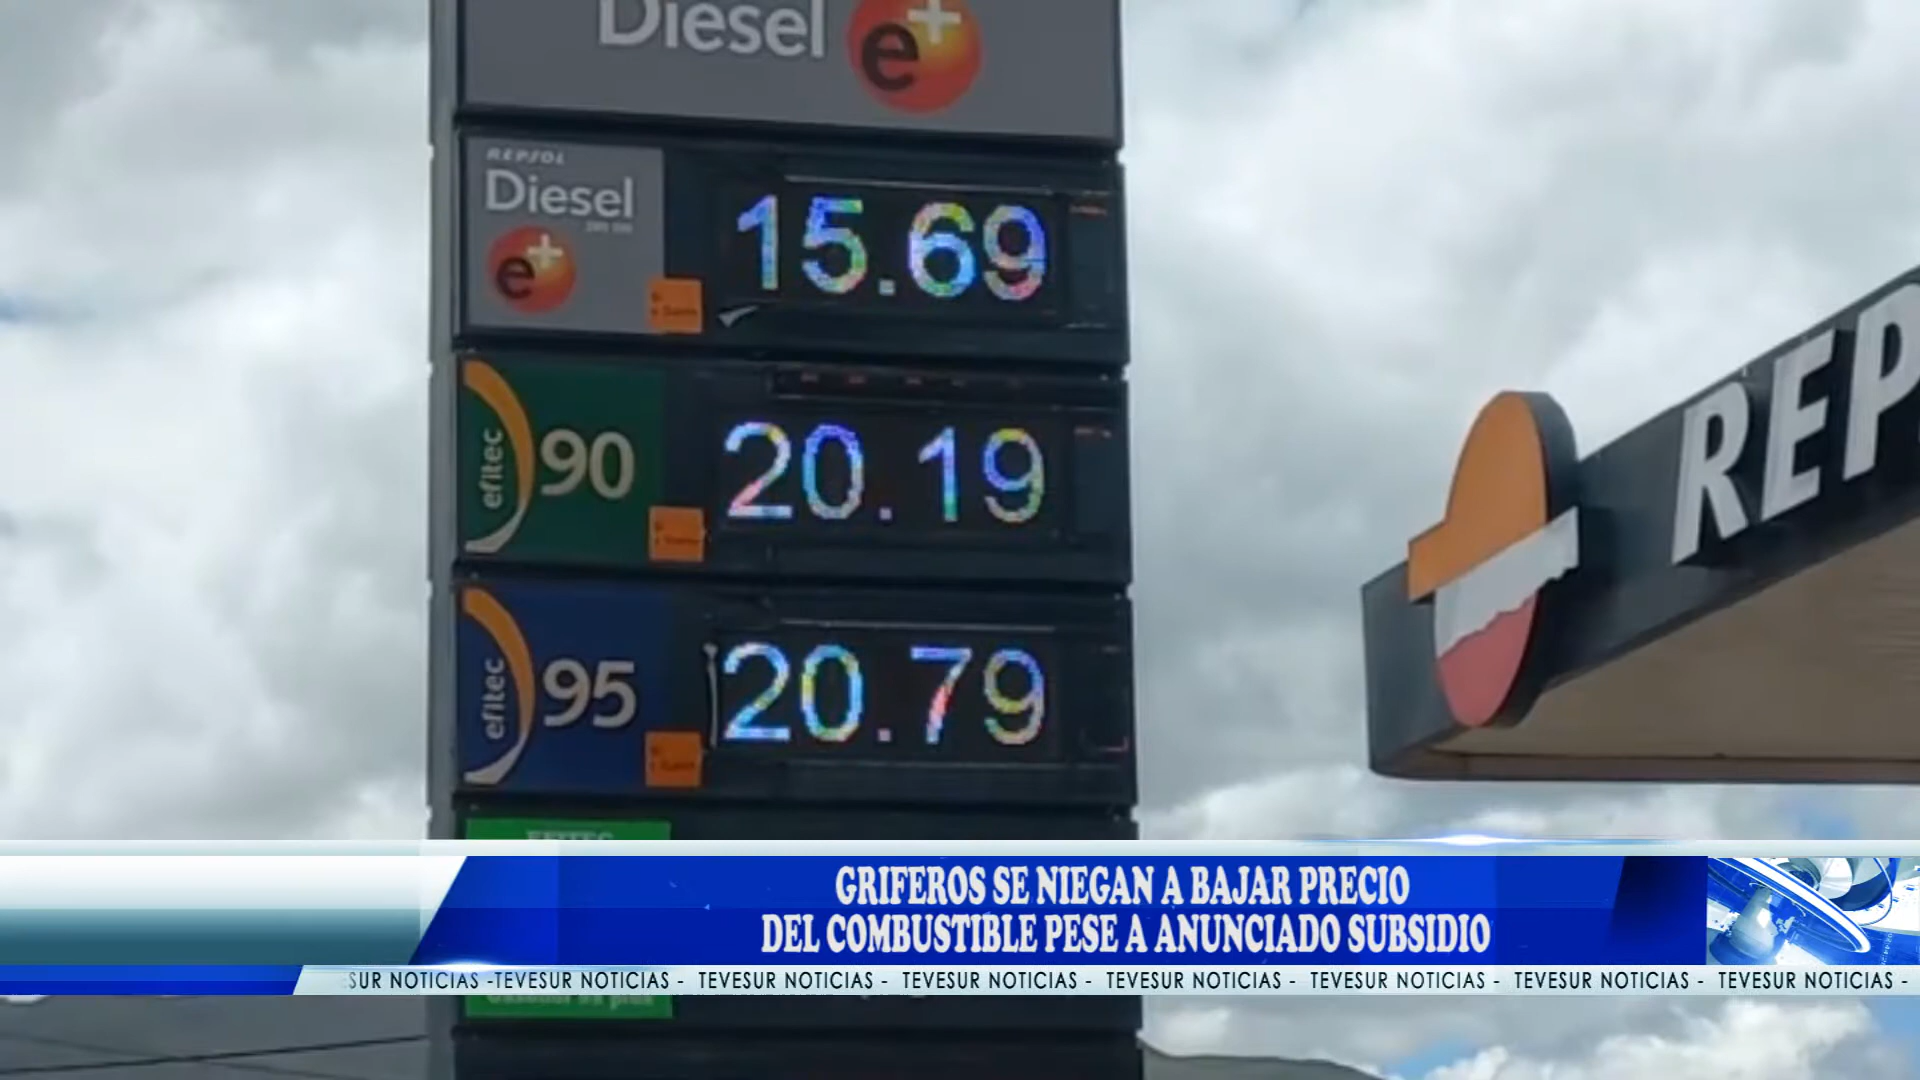 Diesel e+
REPSOL
Diesel
e+
15.69
efitec 90
20.19
efitec 95
20.79
REP
EFITEC
GRIFEROS SE NIEGAN A BAJAR PRECIO
DEL COMBUSTIBLE PESE A ANUNCIADO SUBSIDIO
SUR NOTICIAS -TEVESUR NOTICIAS - TEVESUR NOTICIAS - TEVESUR NOTICIAS - TEVESUR NOTICIAS - TEVESUR NOTICIAS - TEVESUR NOTICIAS - TEVESUR NOTICIAS -